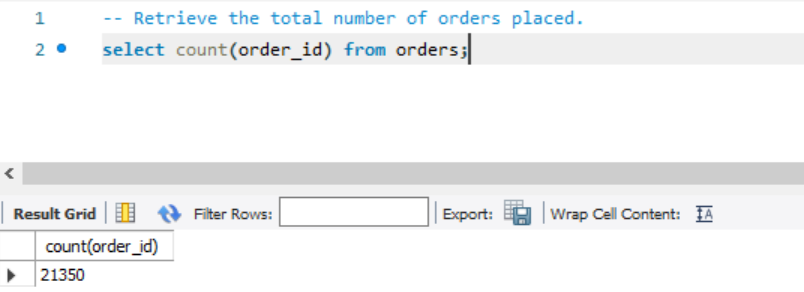 1 -- Retrieve the total number of orders placed.
2 select count(order_id) from orders;
Result Grid Filter Rows: Export: Wrap Cell Content: IA
count(order_id)
21350